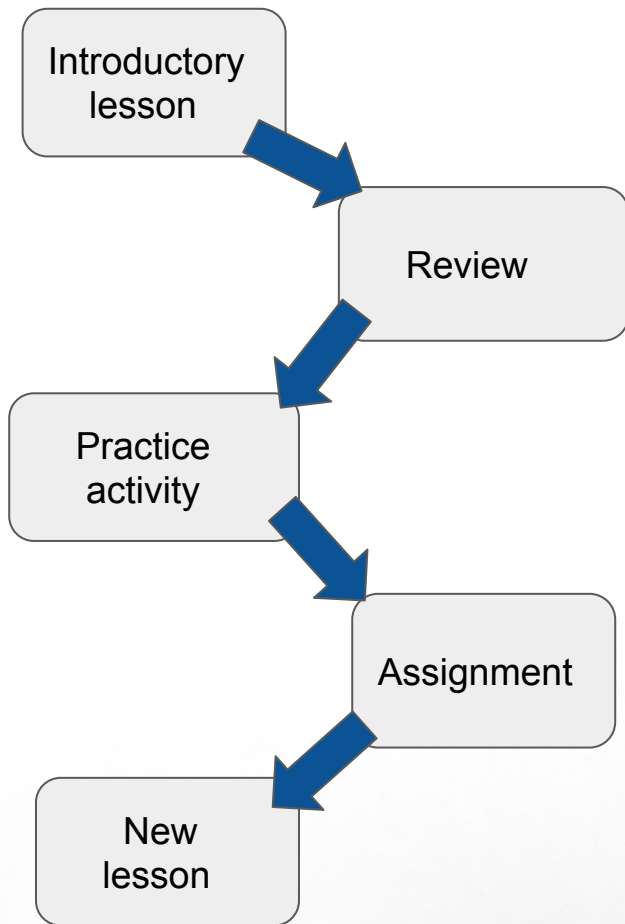 Introductory
lesson
Review
Practice
activity
Assignment
New
lesson